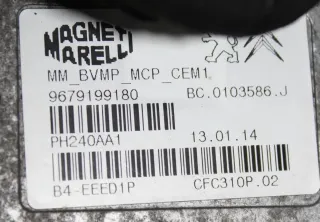 MAGNETI
MARELLI
MM_BVMP_MCP_CEM1
9679199180 BC.0103586.J
PH240AA1 13.01.14
B4-EEED1P CFC310P.02